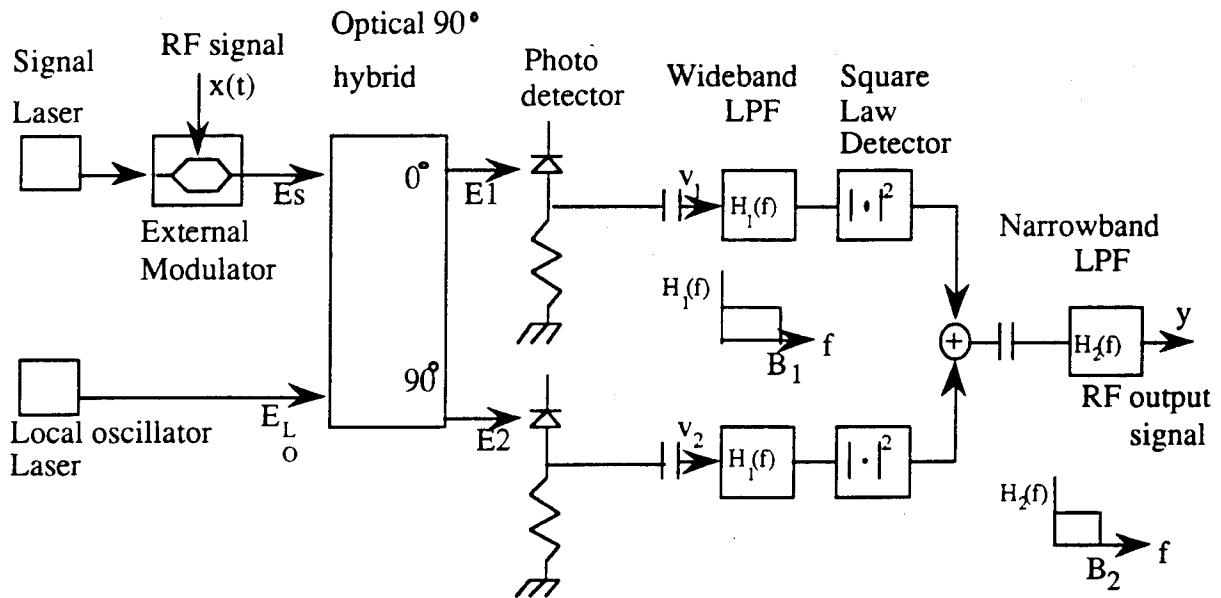 Signal
Laser
RF signal
x(t)
Es
External
Modulator
Optical 90°
hybrid
0°
90°
E1
E2
Photo
detector
Wideband
LPF
Square
Law
Detector
v1
H1(f)
|•|²
H1(f)
B1
f
v2
H1(f)
|•|²
+
Narrowband
LPF
H2(f)
y
RF output
signal
H2(f)
B2
f
Local oscillator
Laser
E L O